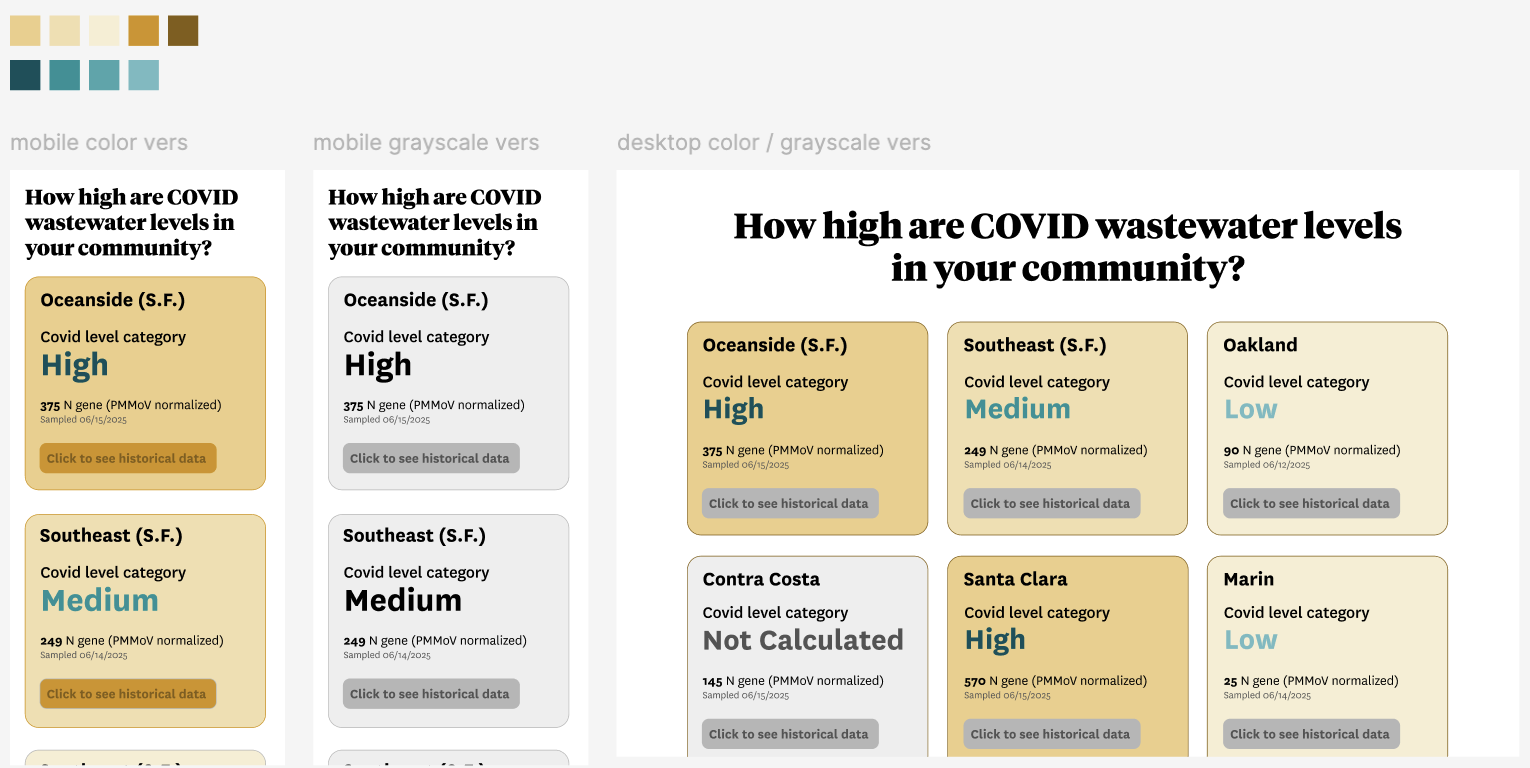 mobile color vers
How high are COVID
wastewater levels in
your community?
Oceanside (S.F.)
Covid level category
High
375 N gene (PMMoV normalized)
Sampled 06/15/2025
Click to see historical data
Southeast (S.F.)
Covid level category
Medium
249 N gene (PMMoV normalized)
Sampled 06/14/2025
Click to see historical data
mobile grayscale vers
How high are COVID
wastewater levels in
your community?
Oceanside (S.F.)
Covid level category
High
375 N gene (PMMoV normalized)
Sampled 06/15/2025
Click to see historical data
Southeast (S.F.)
Covid level category
Medium
249 N gene (PMMoV normalized)
Sampled 06/14/2025
Click to see historical data
desktop color / grayscale vers
How high are COVID wastewater levels
in your community?
Oceanside (S.F.)
Covid level category
High
375 N gene (PMMoV normalized)
Sampled 06/15/2025
Click to see historical data
Southeast (S.F.)
Covid level category
Medium
249 N gene (PMMoV normalized)
Sampled 06/14/2025
Click to see historical data
Oakland
Covid level category
Low
90 N gene (PMMoV normalized)
Sampled 06/12/2025
Click to see historical data
Contra Costa
Covid level category
Not Calculated
145 N gene (PMMoV normalized)
Sampled 06/15/2025
Click to see historical data
Santa Clara
Covid level category
High
570 N gene (PMMoV normalized)
Sampled 06/15/2025
Click to see historical data
Marin
Covid level category
Low
25 N gene (PMMoV normalized)
Sampled 06/14/2025
Click to see historical data